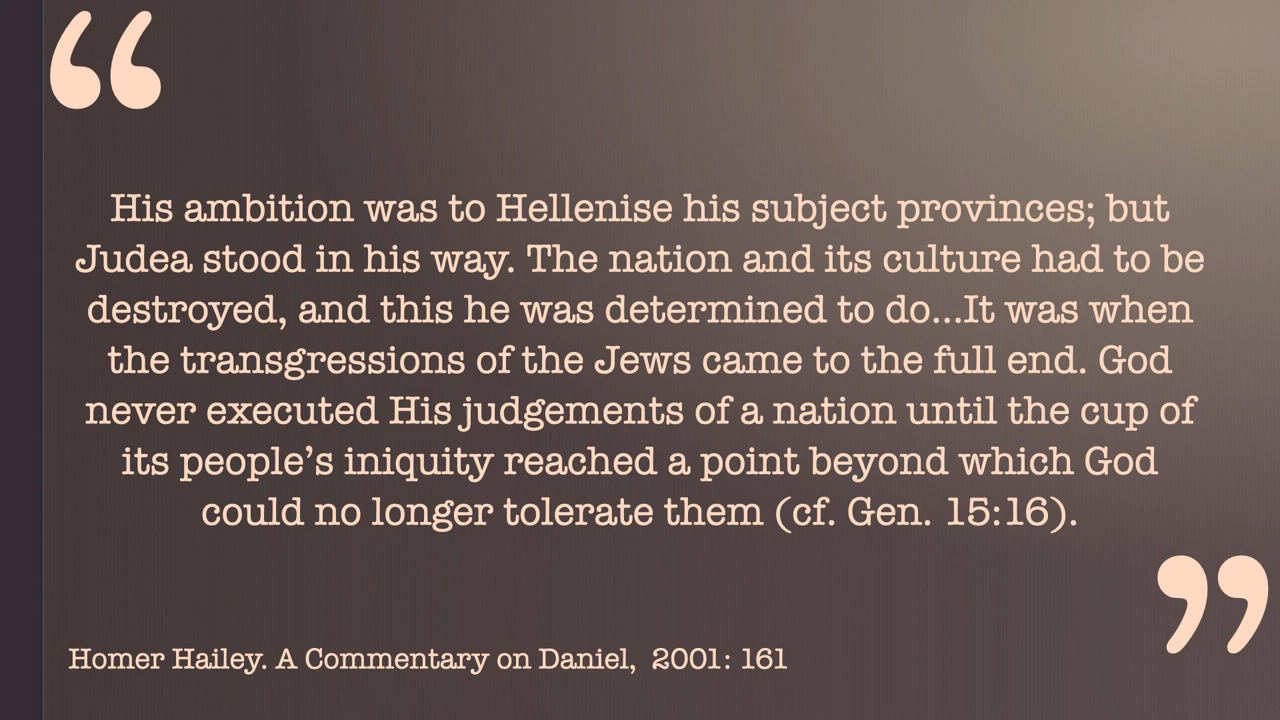 “
His ambition was to Hellenise his subject provinces; but
Judea stood in his way. The nation and its culture had to be
destroyed, and this he was determined to do...It was when
the transgressions of the Jews came to the full end. God
never executed His judgements of a nation until the cup of
its people’s iniquity reached a point beyond which God
could no longer tolerate them (cf. Gen. 15:16).
”
Homer Hailey. A Commentary on Daniel, 2001: 161